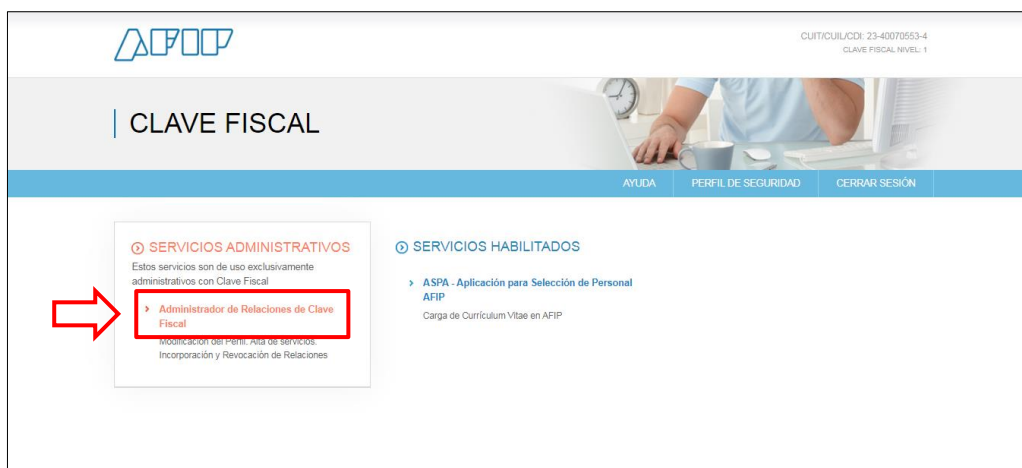 AFIP
CUIT/CUIL/CDI: 23-40070553-4
CLAVE FISCAL NIVEL: 1
CLAVE FISCAL
AYUDA PERFIL DE SEGURIDAD CERRAR SESIÓN
SERVICIOS ADMINISTRATIVOS
Estos servicios son de uso exclusivamente
administrativos con Clave Fiscal
Administrador de Relaciones de Clave
Fiscal
Modificación del Perfil. Alta de servicios.
Incorporación y Revocación de Relaciones
SERVICIOS HABILITADOS
ASPA - Aplicación para Selección de Personal
AFIP
Carga de Currículum Vitae en AFIP